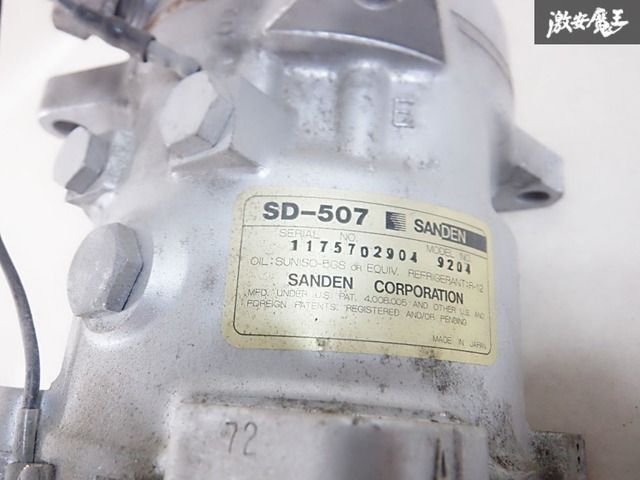 激安魔王
E
SD-507 SANDEN
SERIAL NO. MODEL NO.
1175702904 9204
OIL: SUNISO-5GS OR EQUIV. REFRIGERANT: R-12
SANDEN CORPORATION
MFD. UNDER U.S. PAT. 4,008,005 AND OTHER U.S. AND
FOREIGN PATENTS. REGISTERED AND/OR PENDING
MADE IN JAPAN
72